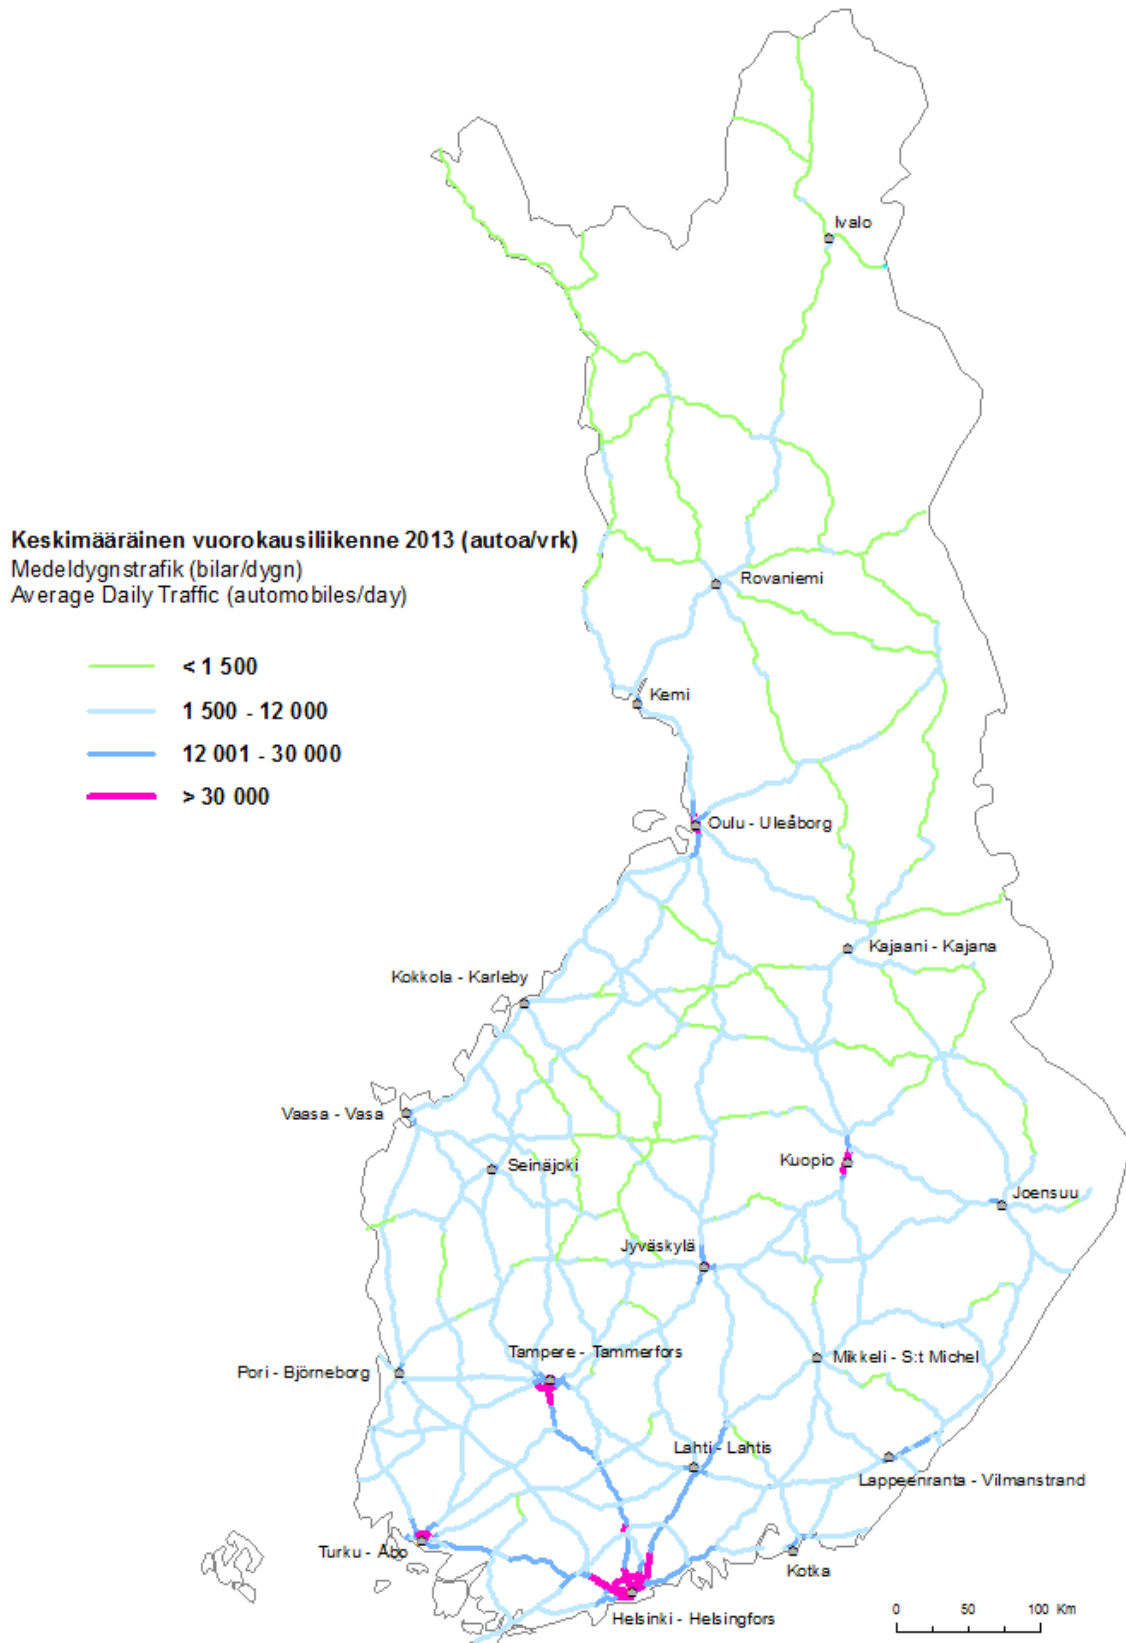 Ivalo
Keskimääräinen vuorokausiliikenne 2013 (autoa/vrk)
Medeldygnstrafik (bilar/dygn)
Average Daily Traffic (automobiles/day)
Rovaniemi
< 1 500
Kemi
1 500 - 12 000
12 001 - 30 000
> 30 000
Oulu - Uleåborg
Kajaani - Kajana
Kokkola - Karleby
Vaasa - Vasa
Seinäjoki
Kuopio
Joensuu
Jyväskylä
Tampere - Tammerfors
Mikkeli - S:t Michel
Pori - Björneborg
Lahti - Lahtis
Lappeenranta - Vilmanstrand
Turku - Åbo
Kotka
Helsinki - Helsingfors
0 50 100 Km